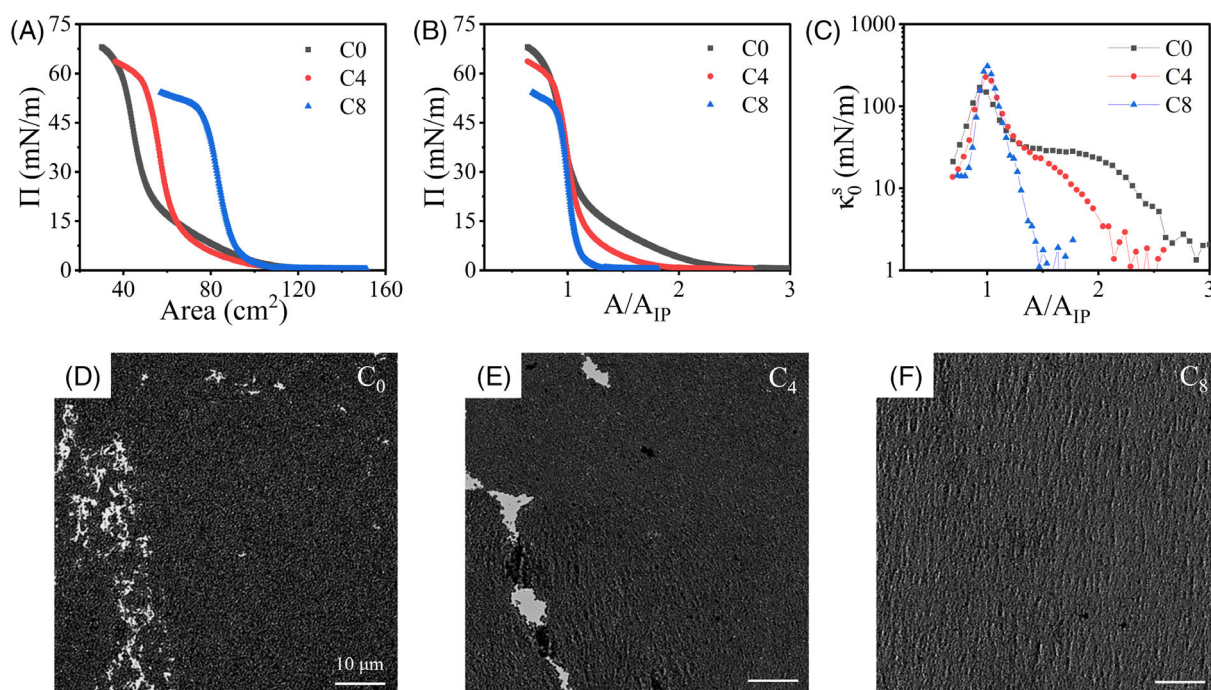 (A)
75
60
45
30
15
0
Π (mN/m)
C0
C4
C8
40
80
120
160
Area (cm²)
(B)
75
60
45
30
15
0
Π (mN/m)
C0
C4
C8
1
2
3
A/A_IP
(C)
1000
100
10
1
κ₀ˢ (mN/m)
C0
C4
C8
0
1
2
3
A/A_IP
(D)
C₀
10 μm
(E)
C₄
(F)
C₈